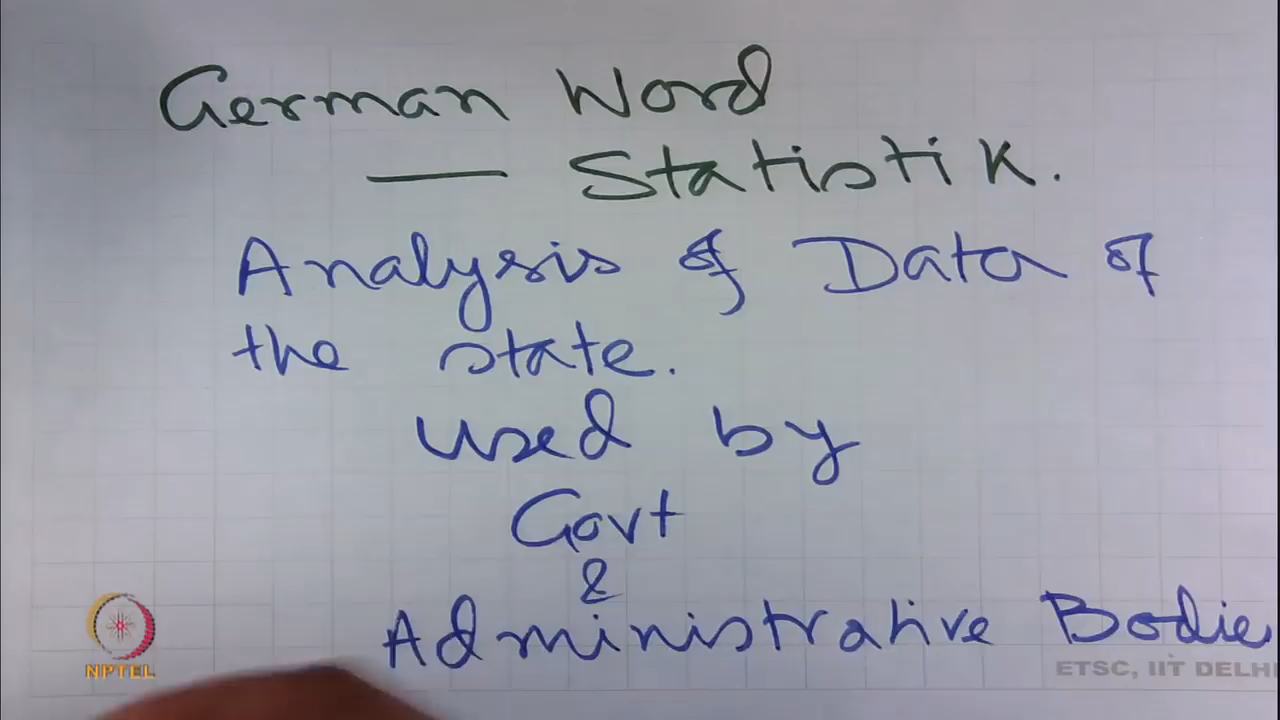 German Word
— Statistik.
Analysis of Data of
the state.
used by
Govt
&
Administrative Bodie
NPTEL
ETSC, IIT DELHI